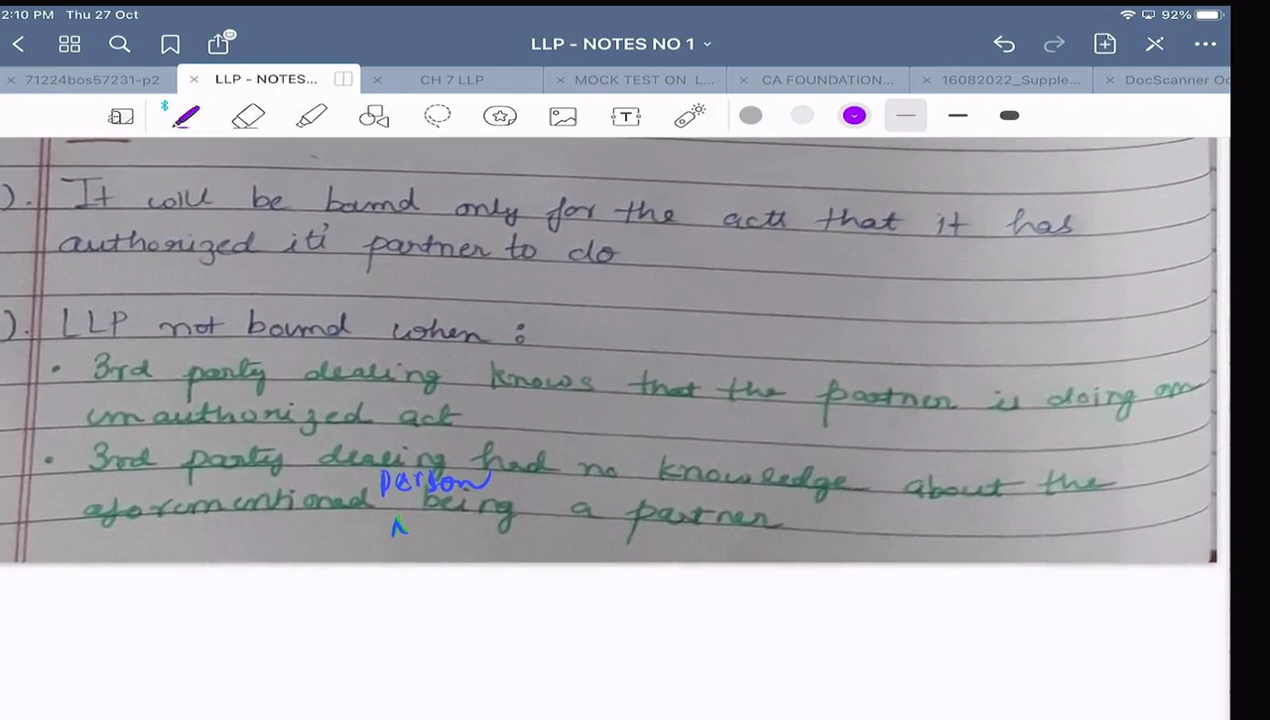 2:10 PM Thu 27 Oct
92%
LLP - NOTES NO 1
71224bos57231-p2
LLP - NOTES...
CH 7 LLP
MOCK TEST ON L...
CA FOUNDATION...
16082022_Supple...
DocScanner Oc
). It will be bound only for the acts that it has
authorized it's partner to do
). LLP not bound when :
• 3rd party dealing knows that the partner is doing an
unauthorized act
• 3rd party dealing had no knowledge about the
person
aforementioned being a partner